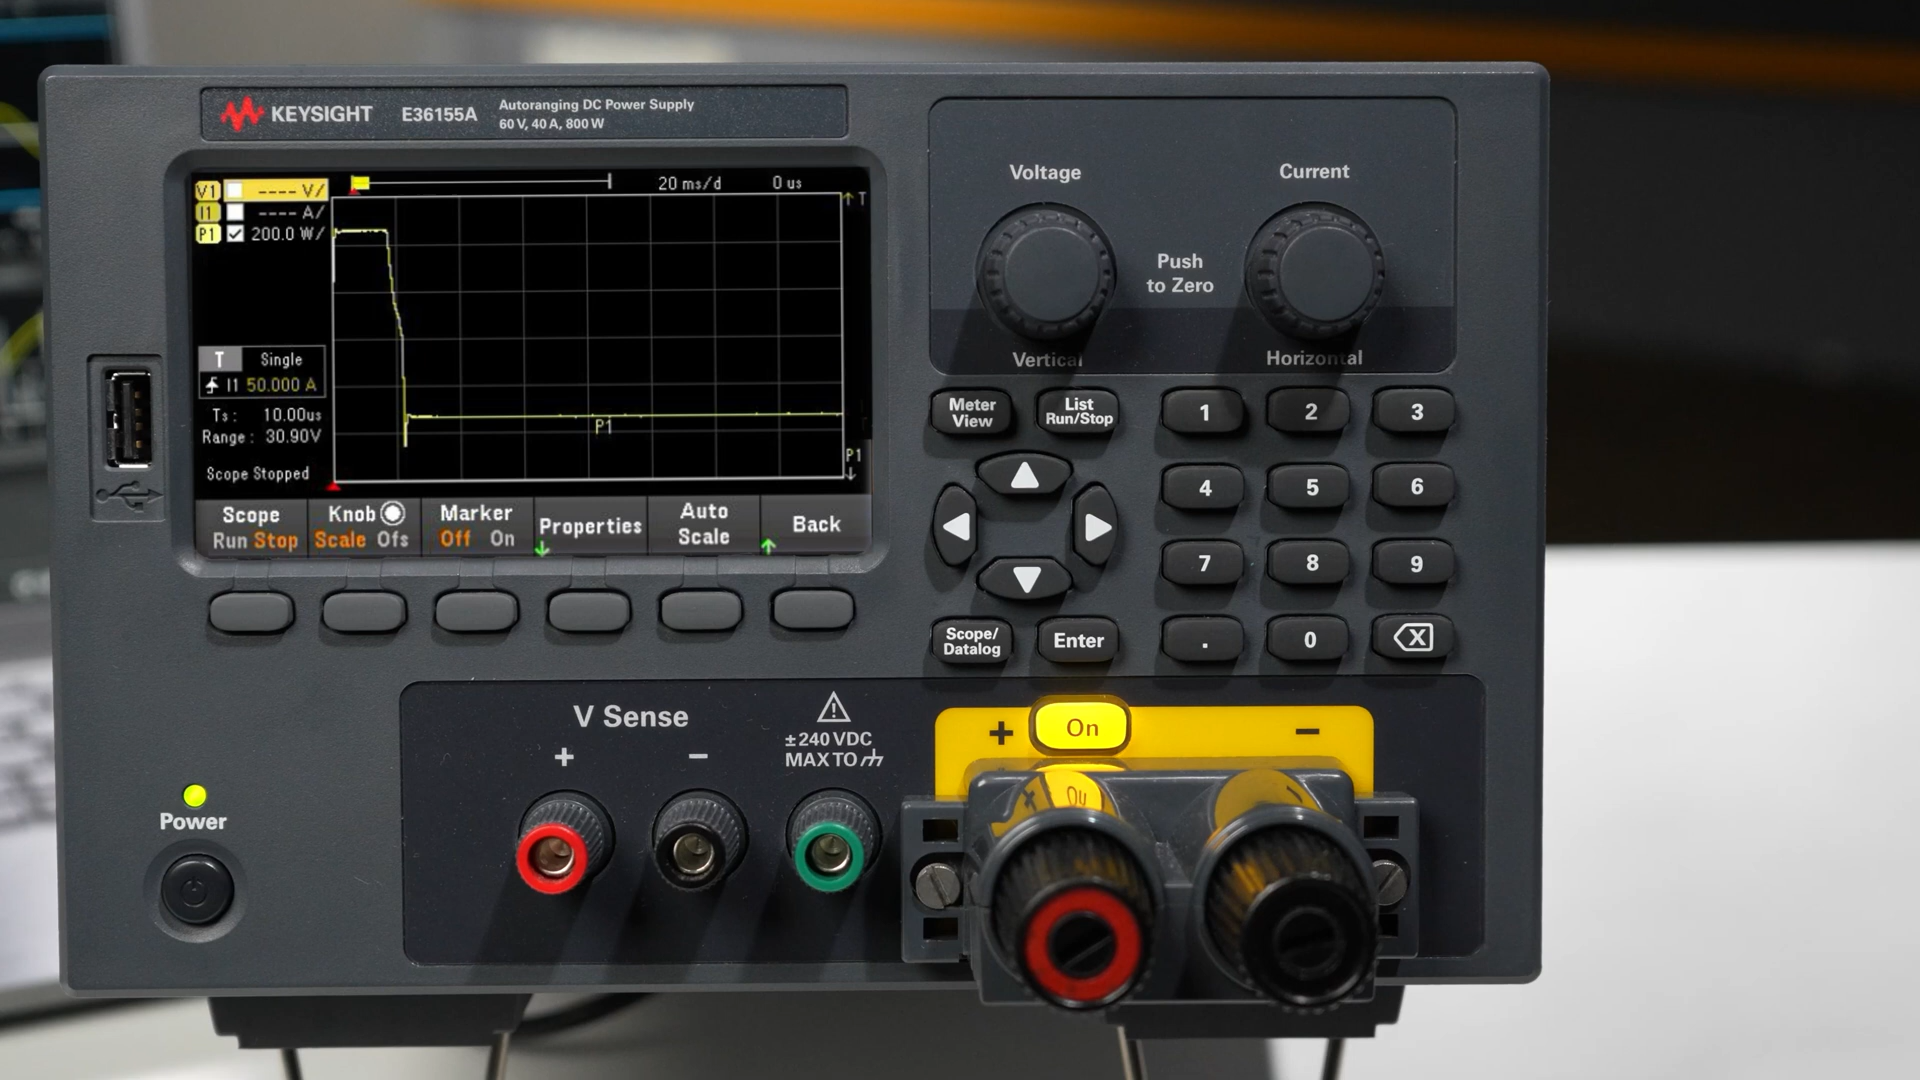 KEYSIGHT E36155A Autoranging DC Power Supply
60 V, 40 A, 800 W
V1 ---- V/
I1 ---- A/
P1 200.0 W/
20 ms/d 0 us
T
T Single
I1 50.000 A
Ts: 10.00us
Range: 30.90V
Scope Stopped
P1
P1
Scope
Run Stop
Knob
Scale Ofs
Marker
Off On
Properties
Auto
Scale
Back
Voltage
Current
Push
to Zero
Vertical
Horizontal
Meter
View
List
Run/Stop
1 2 3
4 5 6
7 8 9
. 0 X
Scope/
Datalog
Enter
V Sense
+ −
±240 VDC
MAX TO
+ On −
Power